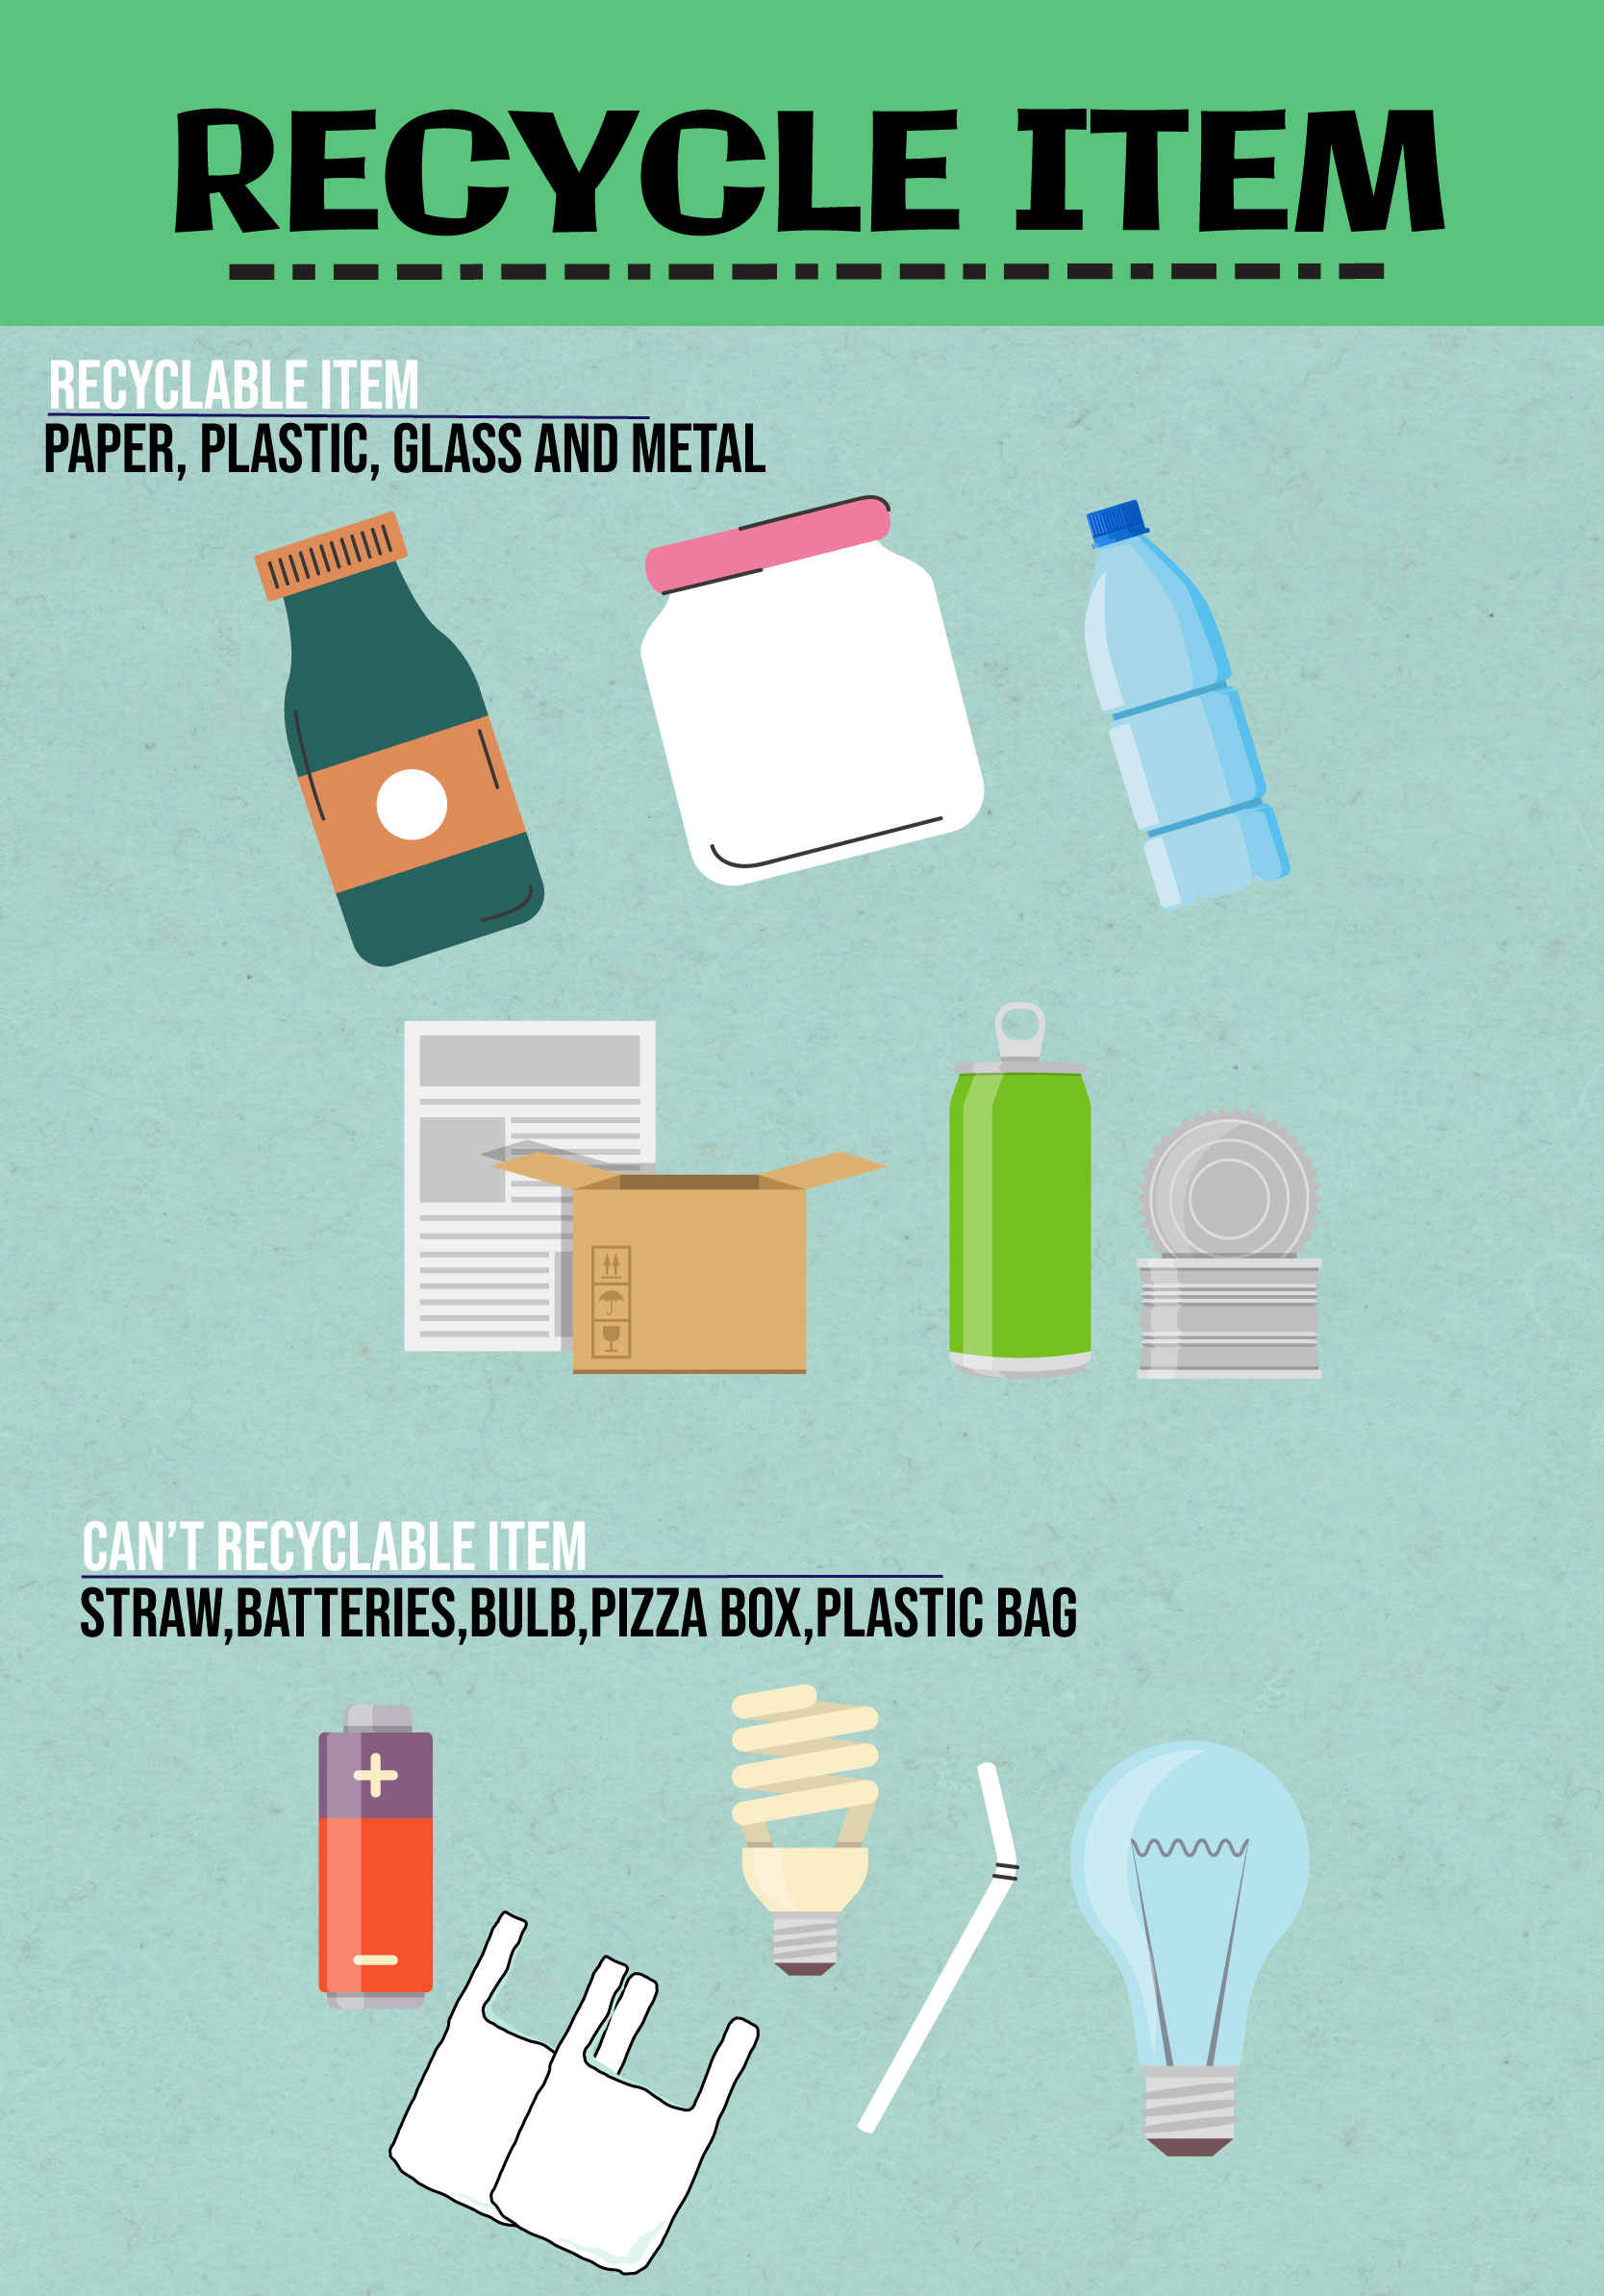 RECYCLE ITEM
RECYCLABLE ITEM
PAPER, PLASTIC, GLASS AND METAL
CAN'T RECYCLABLE ITEM
STRAW,BATTERIES,BULB,PIZZA BOX,PLASTIC BAG